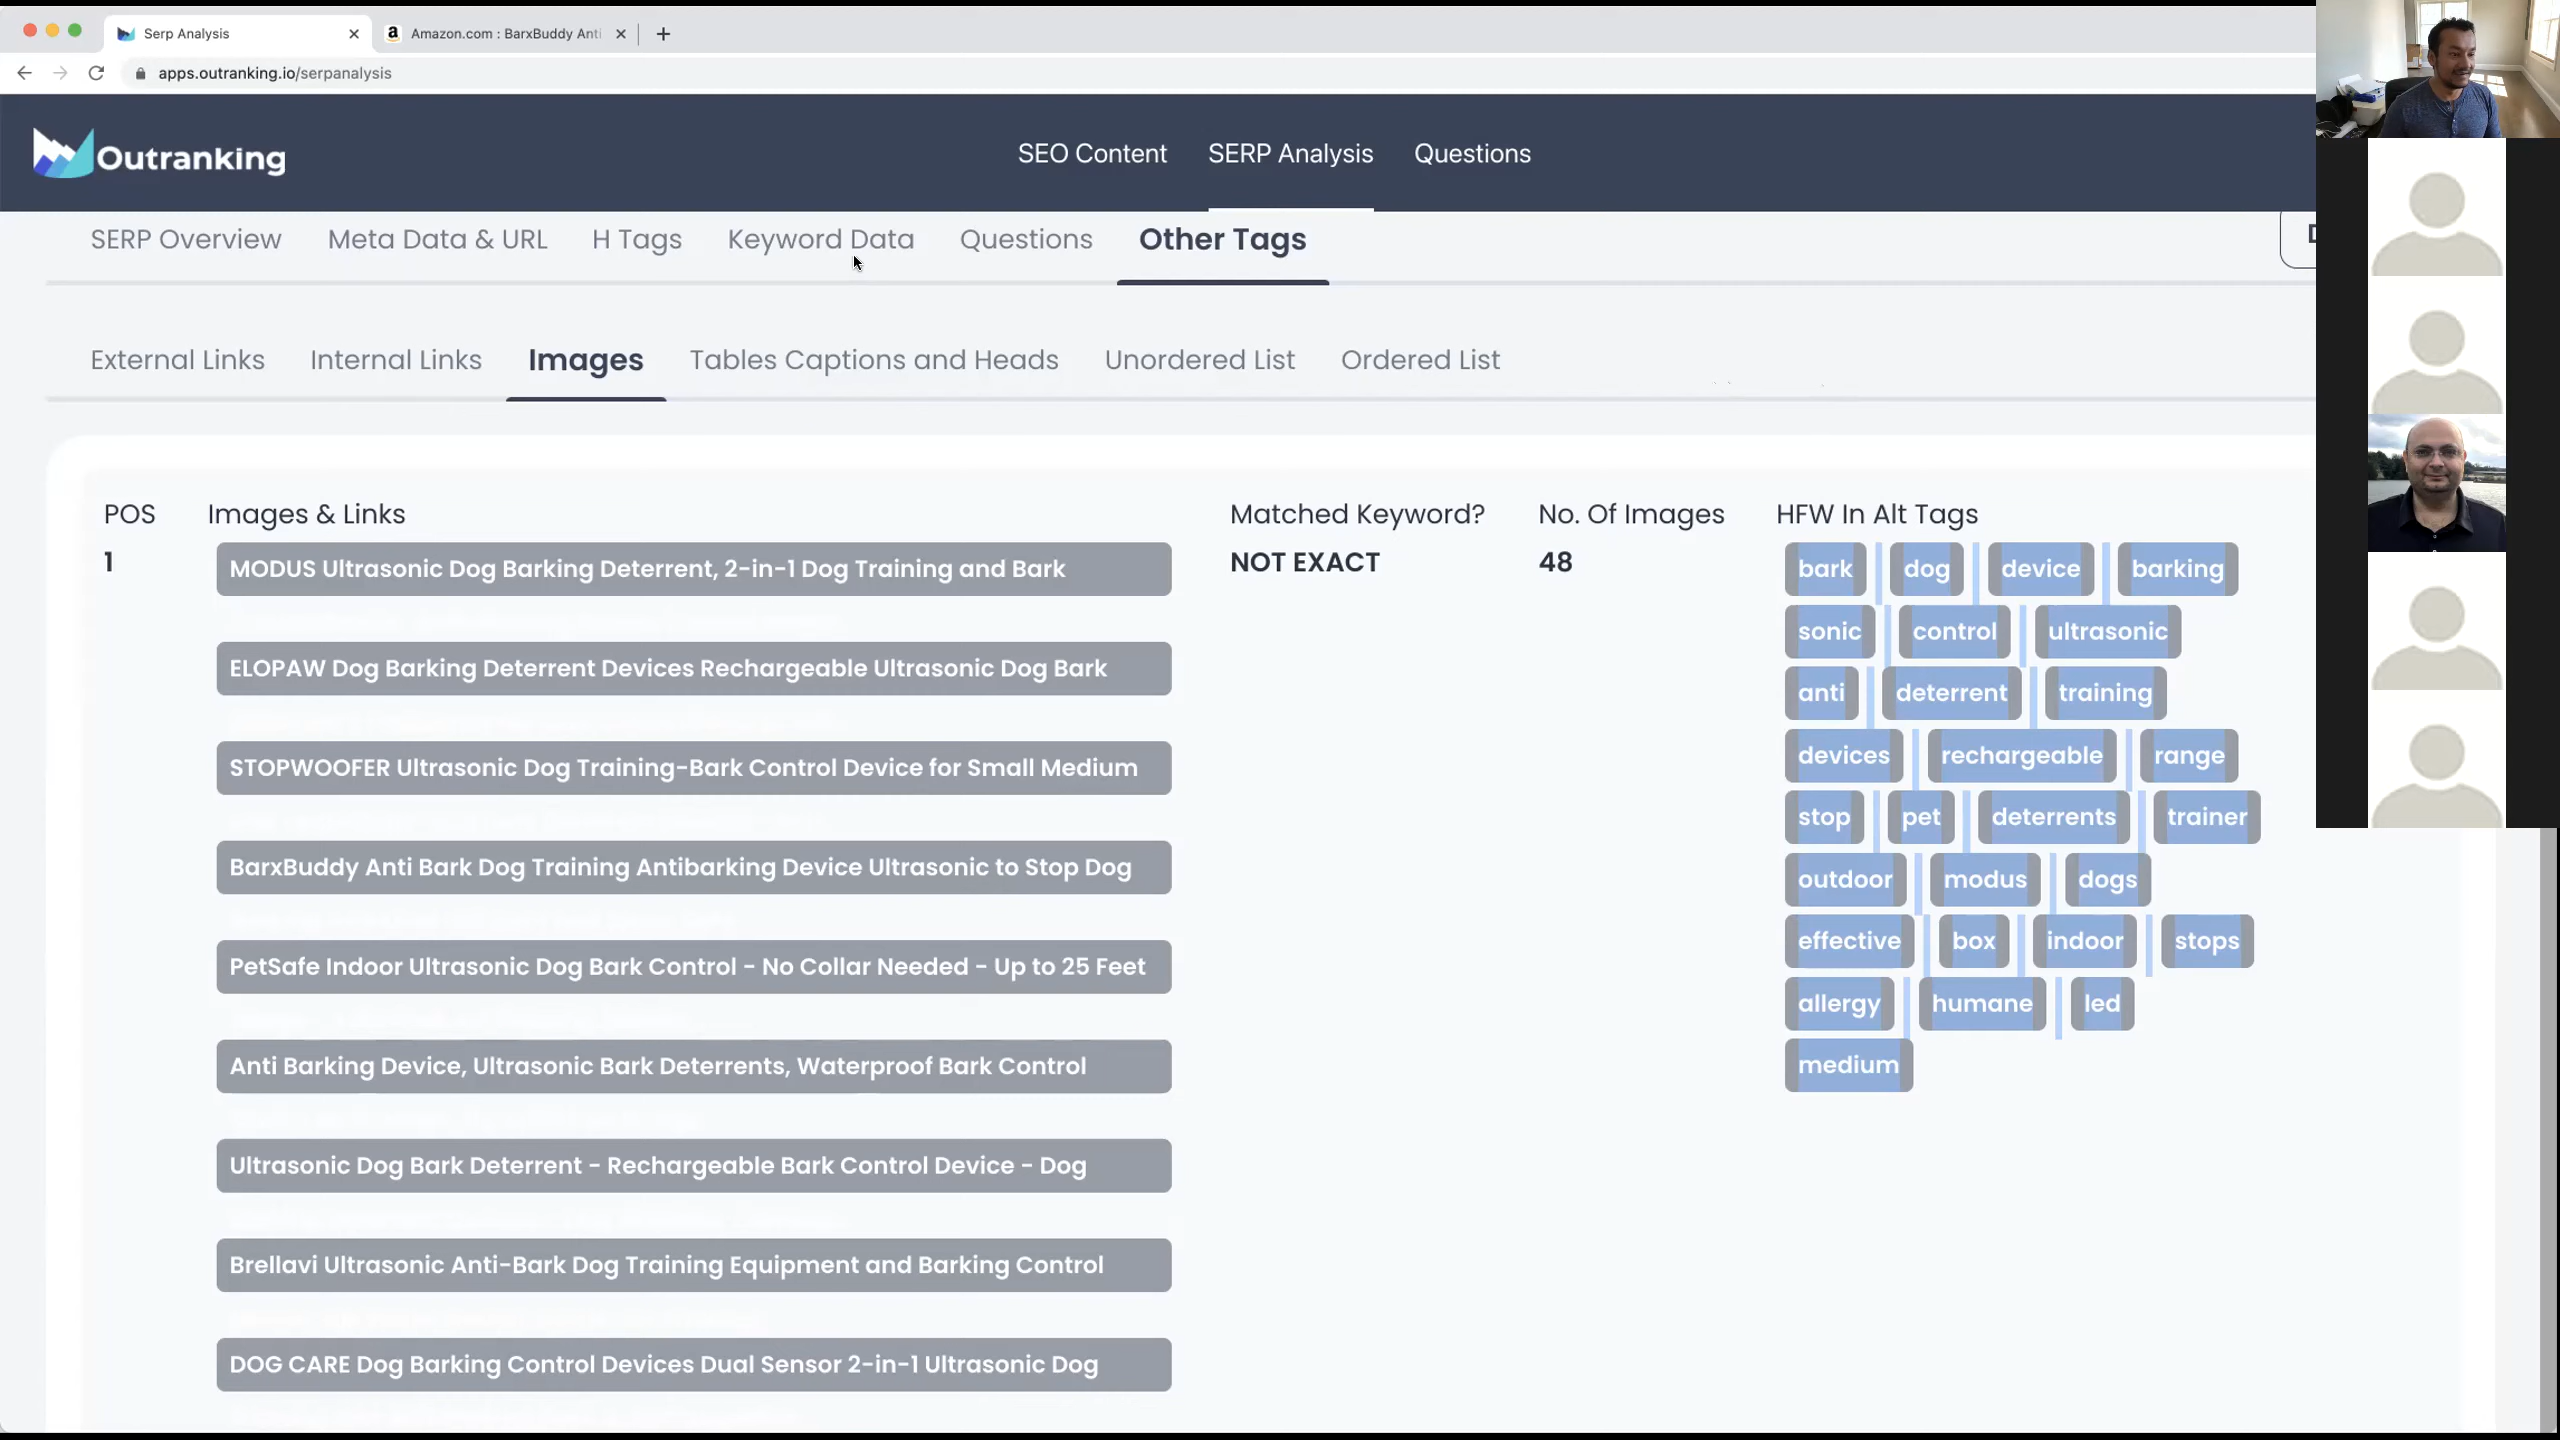 Serp Analysis
Amazon.com : BarxBuddy Anti
apps.outranking.io/serpanalysis
Outranking
SEO Content SERP Analysis Questions
SERP Overview Meta Data & URL H Tags Keyword Data Questions Other Tags
External Links Internal Links Images Tables Captions and Heads Unordered List Ordered List
POS Images & Links Matched Keyword? No. Of Images HFW In Alt Tags
1
MODUS Ultrasonic Dog Barking Deterrent, 2-in-1 Dog Training and Bark
ELOPAW Dog Barking Deterrent Devices Rechargeable Ultrasonic Dog Bark
STOPWOOFER Ultrasonic Dog Training-Bark Control Device for Small Medium
BarxBuddy Anti Bark Dog Training Antibarking Device Ultrasonic to Stop Dog
PetSafe Indoor Ultrasonic Dog Bark Control - No Collar Needed - Up to 25 Feet
Anti Barking Device, Ultrasonic Bark Deterrents, Waterproof Bark Control
Ultrasonic Dog Bark Deterrent - Rechargeable Bark Control Device - Dog
Brellavi Ultrasonic Anti-Bark Dog Training Equipment and Barking Control
DOG CARE Dog Barking Control Devices Dual Sensor 2-in-1 Ultrasonic Dog
NOT EXACT
48
bark dog device barking
sonic control ultrasonic
anti deterrent training
devices rechargeable range
stop pet deterrents trainer
outdoor modus dogs
effective box indoor stops
allergy humane led
medium